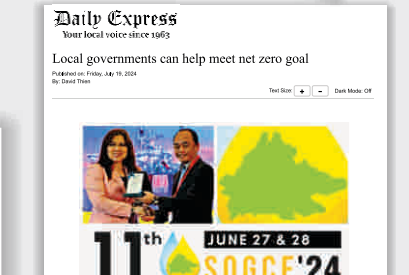 Daily Express
Your local voice since 1963
Local governments can help meet net zero goal
Published on: Friday, July 19, 2024
By: David Thien
Text Size: + - Dark Mode: Off
11th
JUNE 27 & 28
SOGCE'24